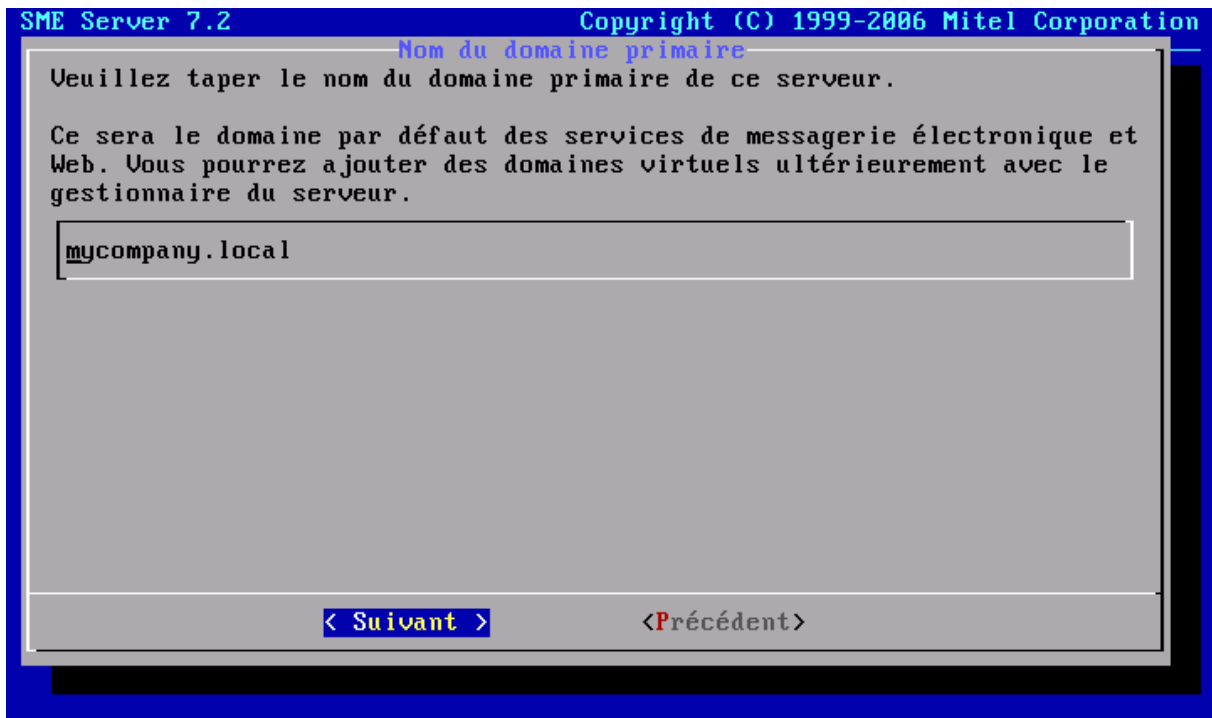 SME Server 7.2 Copyright (C) 1999-2006 Mitel Corporation
Nom du domaine primaire
Veuillez taper le nom du domaine primaire de ce serveur.
Ce sera le domaine par défaut des services de messagerie électronique et
Web. Vous pourrez ajouter des domaines virtuels ultérieurement avec le
gestionnaire du serveur.
mycompany.local
< Suivant > <Précédent>